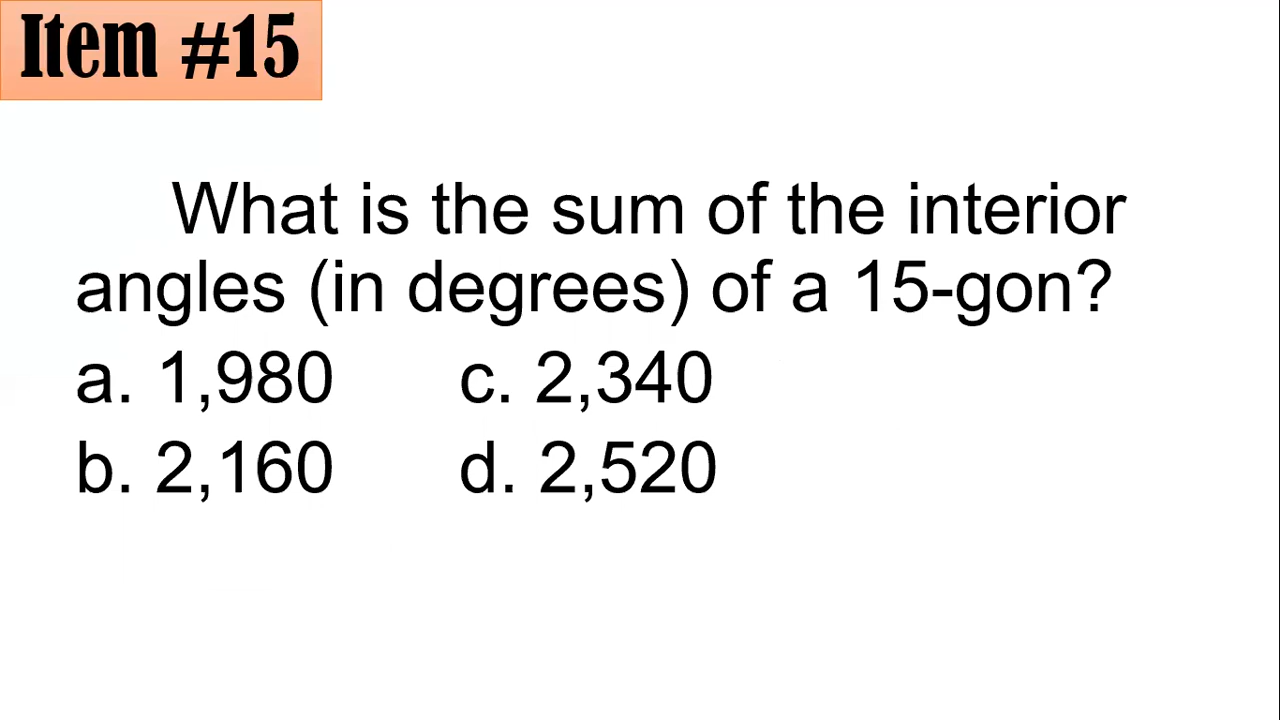 Item #15
What is the sum of the interior
angles (in degrees) of a 15-gon?
a. 1,980 c. 2,340
b. 2,160 d. 2,520